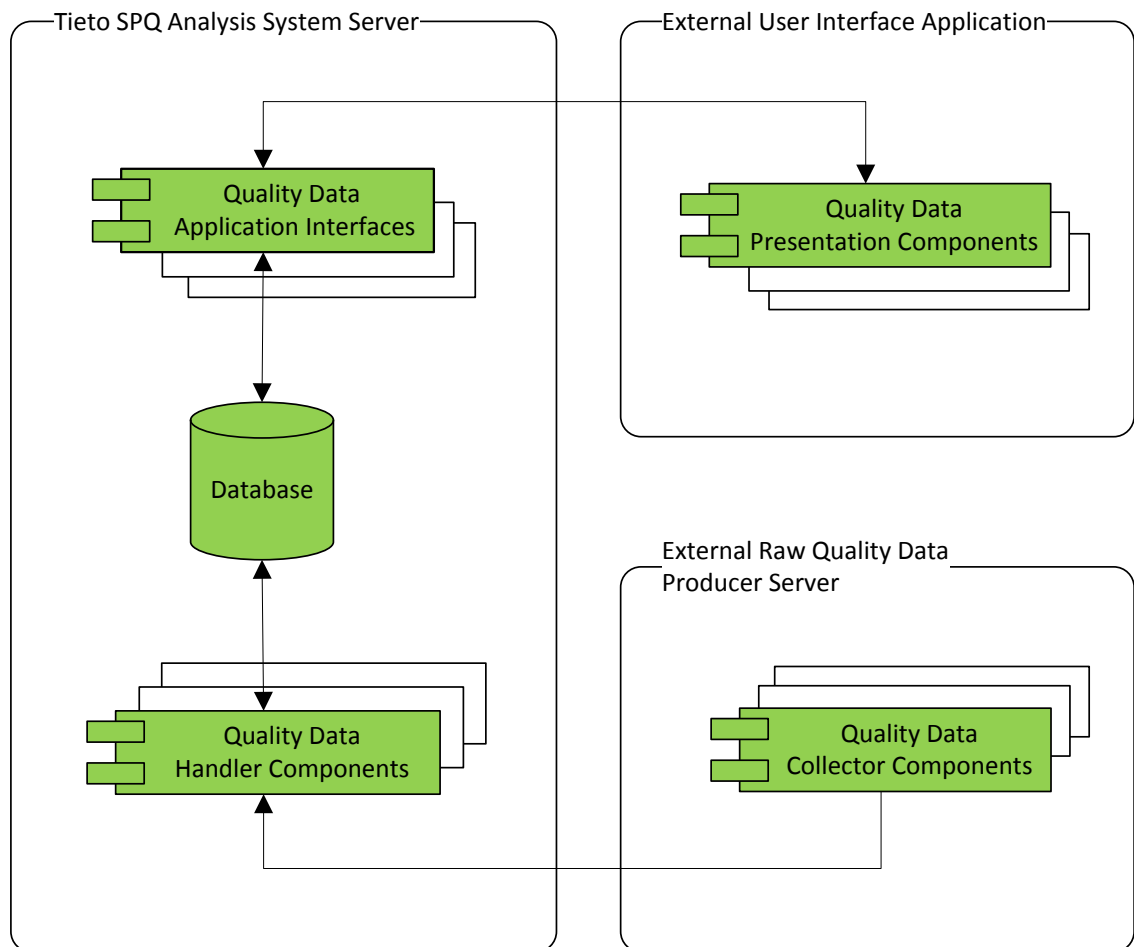 Tieto SPQ Analysis System Server
External User Interface Application
Quality Data
Application Interfaces
Quality Data
Presentation Components
Database
External Raw Quality Data
Producer Server
Quality Data
Handler Components
Quality Data
Collector Components